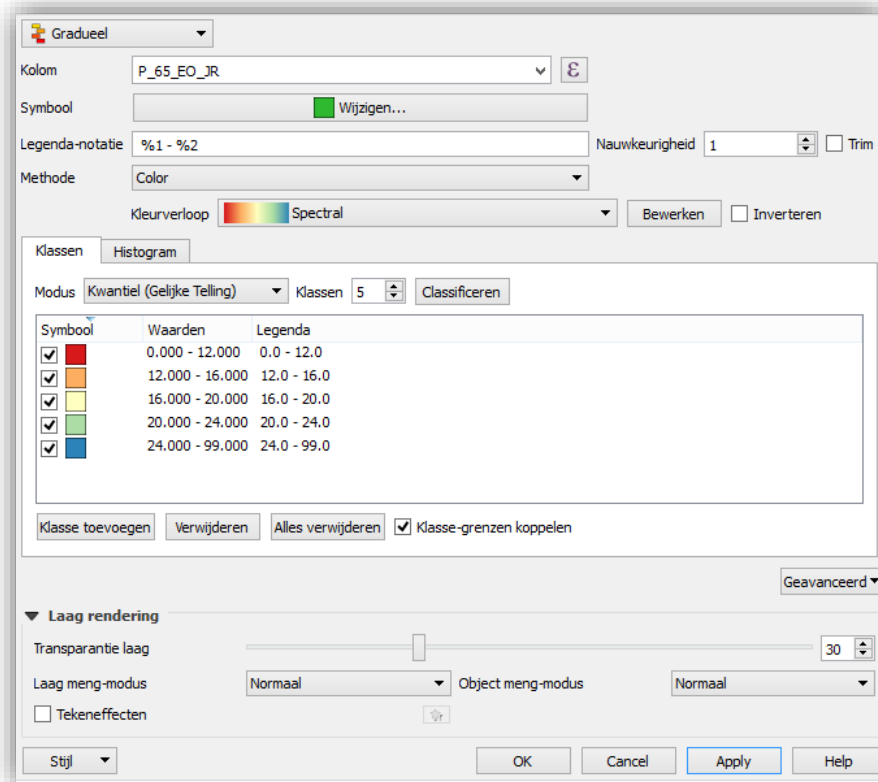 Gradueel
Kolom P_65_EO_JR ε
Symbool Wijzigen...
Legenda-notatie %1 - %2 Nauwkeurigheid 1 Trim
Methode Color
Kleurverloop Spectral Bewerken Inverteren
Klassen Histogram
Modus Kwantiel (Gelijke Telling) Klassen 5 Classificeren
Symbool Waarden Legenda
0.000 - 12.000 0.0 - 12.0
12.000 - 16.000 12.0 - 16.0
16.000 - 20.000 16.0 - 20.0
20.000 - 24.000 20.0 - 24.0
24.000 - 99.000 24.0 - 99.0
Klasse toevoegen Verwijderen Alles verwijderen Klasse-grenzen koppelen
Geavanceerd
Laag rendering
Transparantie laag 30
Laag meng-modus Normaal Object meng-modus Normaal
Tekeneffecten
Stijl OK Cancel Apply Help